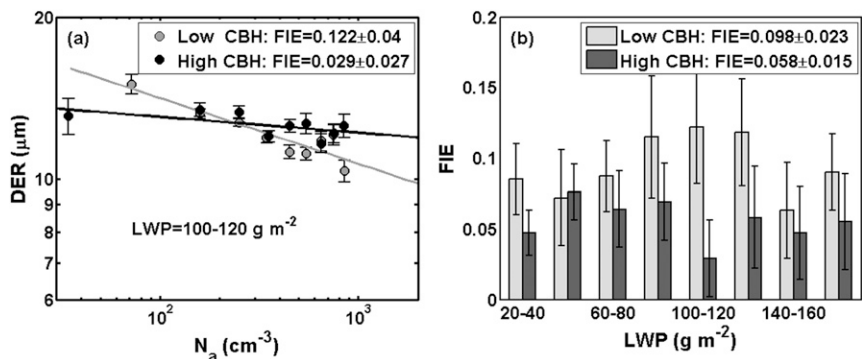 (a)
Low CBH: FIE=0.122±0.04
High CBH: FIE=0.029±0.027
20
10
9
8
7
6
DER (μm)
LWP=100-120 g m⁻²
10² 10³
Nₐ (cm⁻³)
(b)
Low CBH: FIE=0.098±0.023
High CBH: FIE=0.058±0.015
0.2
0.15
0.1
0.05
0
FIE
20-40 60-80 100-120 140-160
LWP (g m⁻²)